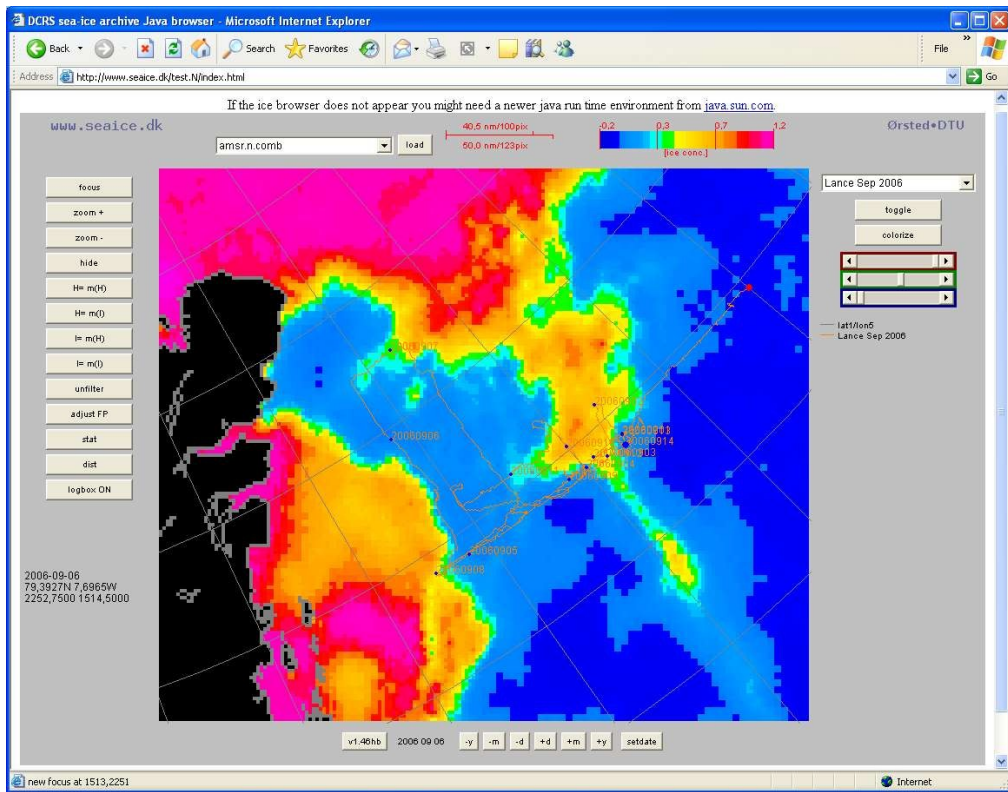 DCRS sea-ice archive Java browser - Microsoft Internet Explorer
Back Search Favorites File »
Address http://www.seaice.dk/test.N/index.html Go
If the ice browser does not appear you might need a newer java run time environment from java.sun.com.
www.seaice.dk
amsr.n.comb load
40,5 nm/100pix
50,0 nm/123pix
-0,2 0,3 0,7 1,2
[ice conc.]
Ørsted•DTU
focus
zoom +
zoom -
hide
H= m(H)
H= m(I)
I= m(H)
I= m(I)
unfilter
adjust FP
stat
dist
logbox ON
2006-09-06
79,3927N 7,6965W
2252,7500 1514,5000
Lance Sep 2006
toggle
colorize
lat1/lon5
Lance Sep 2006
20060907
20060906
20060914
20060905
20060908
v1.46hb 2006 09 06 -y -m -d +d +m +y setdate
new focus at 1513,2251
Internet